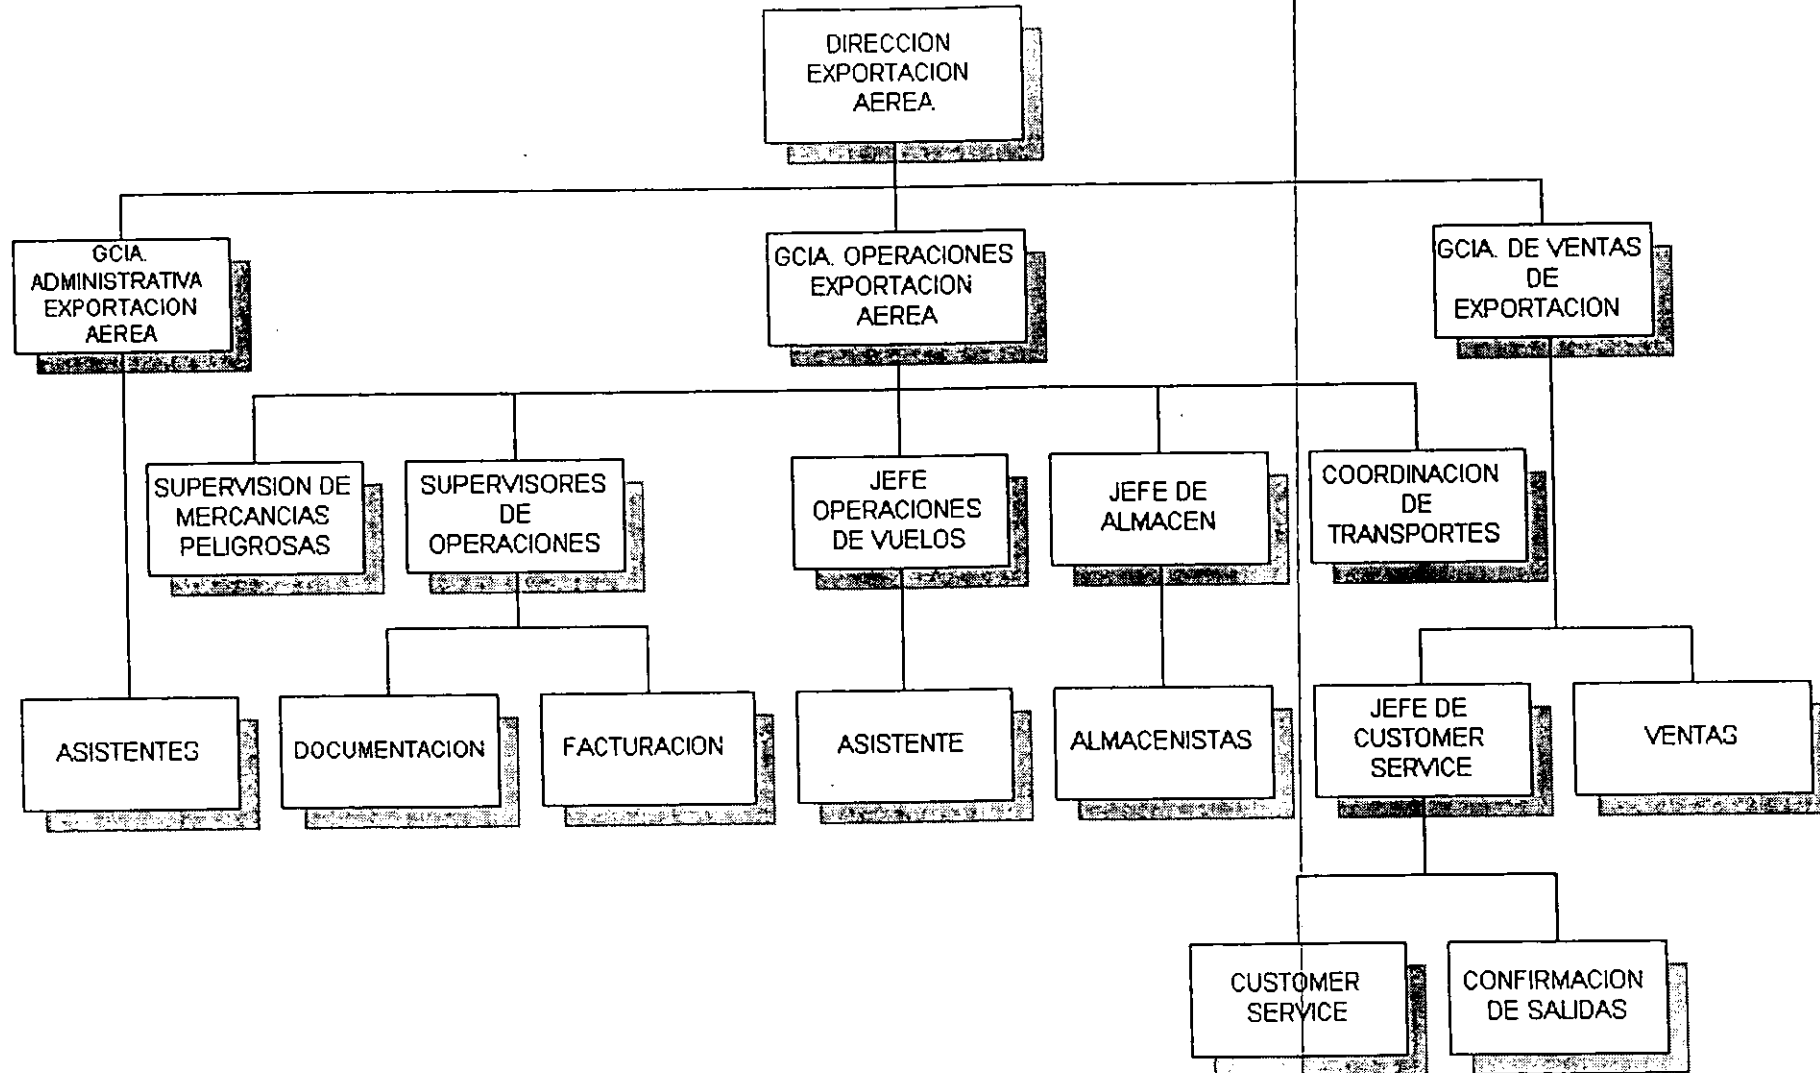 DIRECCION
EXPORTACION
AEREA
GCIA.
ADMINISTRATIVA
EXPORTACION
AEREA
GCIA. OPERACIONES
EXPORTACION
AEREA
GCIA. DE VENTAS
DE
EXPORTACION
SUPERVISION DE
MERCANCIAS
PELIGROSAS
SUPERVISORES
DE
OPERACIONES
JEFE
OPERACIONES
DE VUELOS
JEFE DE
ALMACEN
COORDINACION
DE
TRANSPORTES
ASISTENTES
DOCUMENTACION
FACTURACION
ASISTENTE
ALMACENISTAS
JEFE DE
CUSTOMER
SERVICE
VENTAS
CUSTOMER
SERVICE
CONFIRMACION
DE SALIDAS